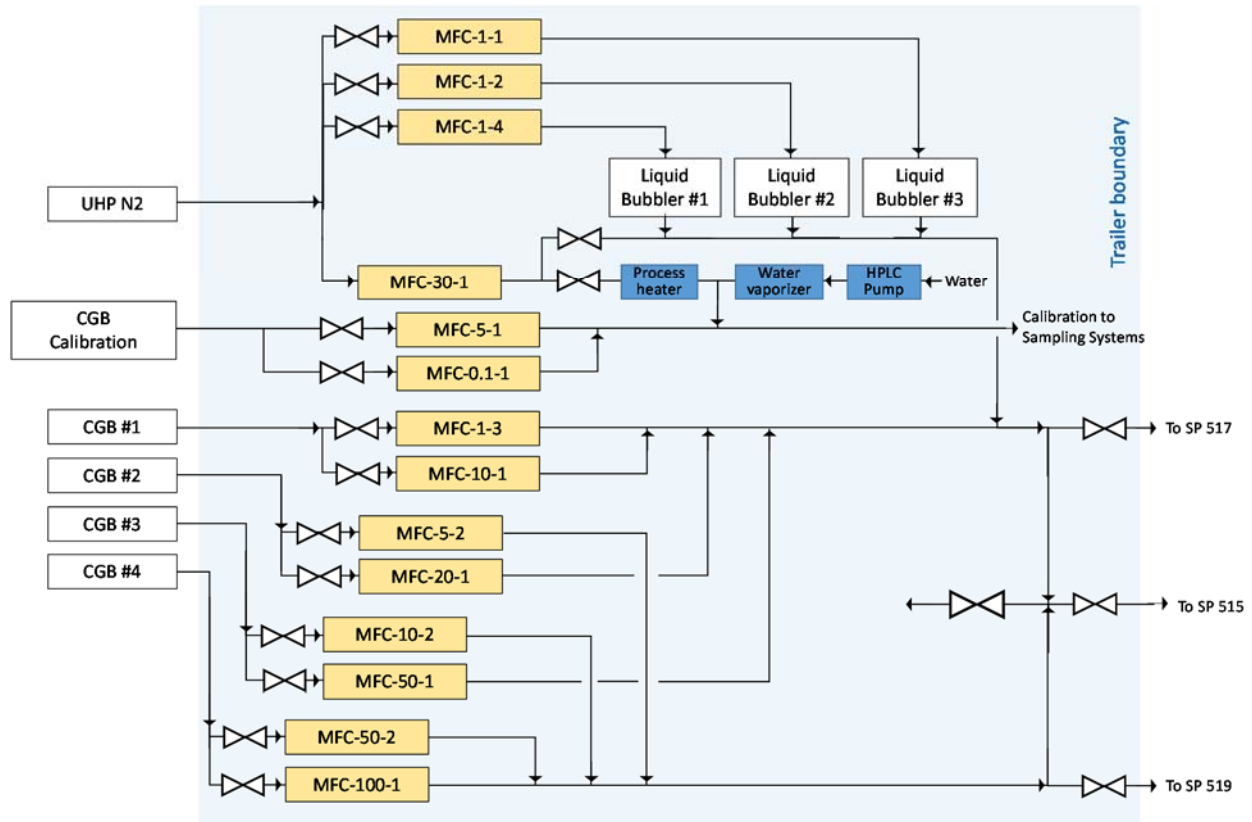 MFC-1-1
MFC-1-2
MFC-1-4
Trailer boundary
Liquid
Bubbler #1
Liquid
Bubbler #2
Liquid
Bubbler #3
UHP N2
MFC-30-1
Process
heater
Water
vaporizer
HPLC
Pump
Water
CGB
Calibration
MFC-5-1
Calibration to
Sampling Systems
MFC-0.1-1
CGB #1
MFC-1-3
To SP 517
CGB #2
MFC-10-1
CGB #3
MFC-5-2
CGB #4
MFC-20-1
To SP 515
MFC-10-2
MFC-50-1
MFC-50-2
MFC-100-1
To SP 519